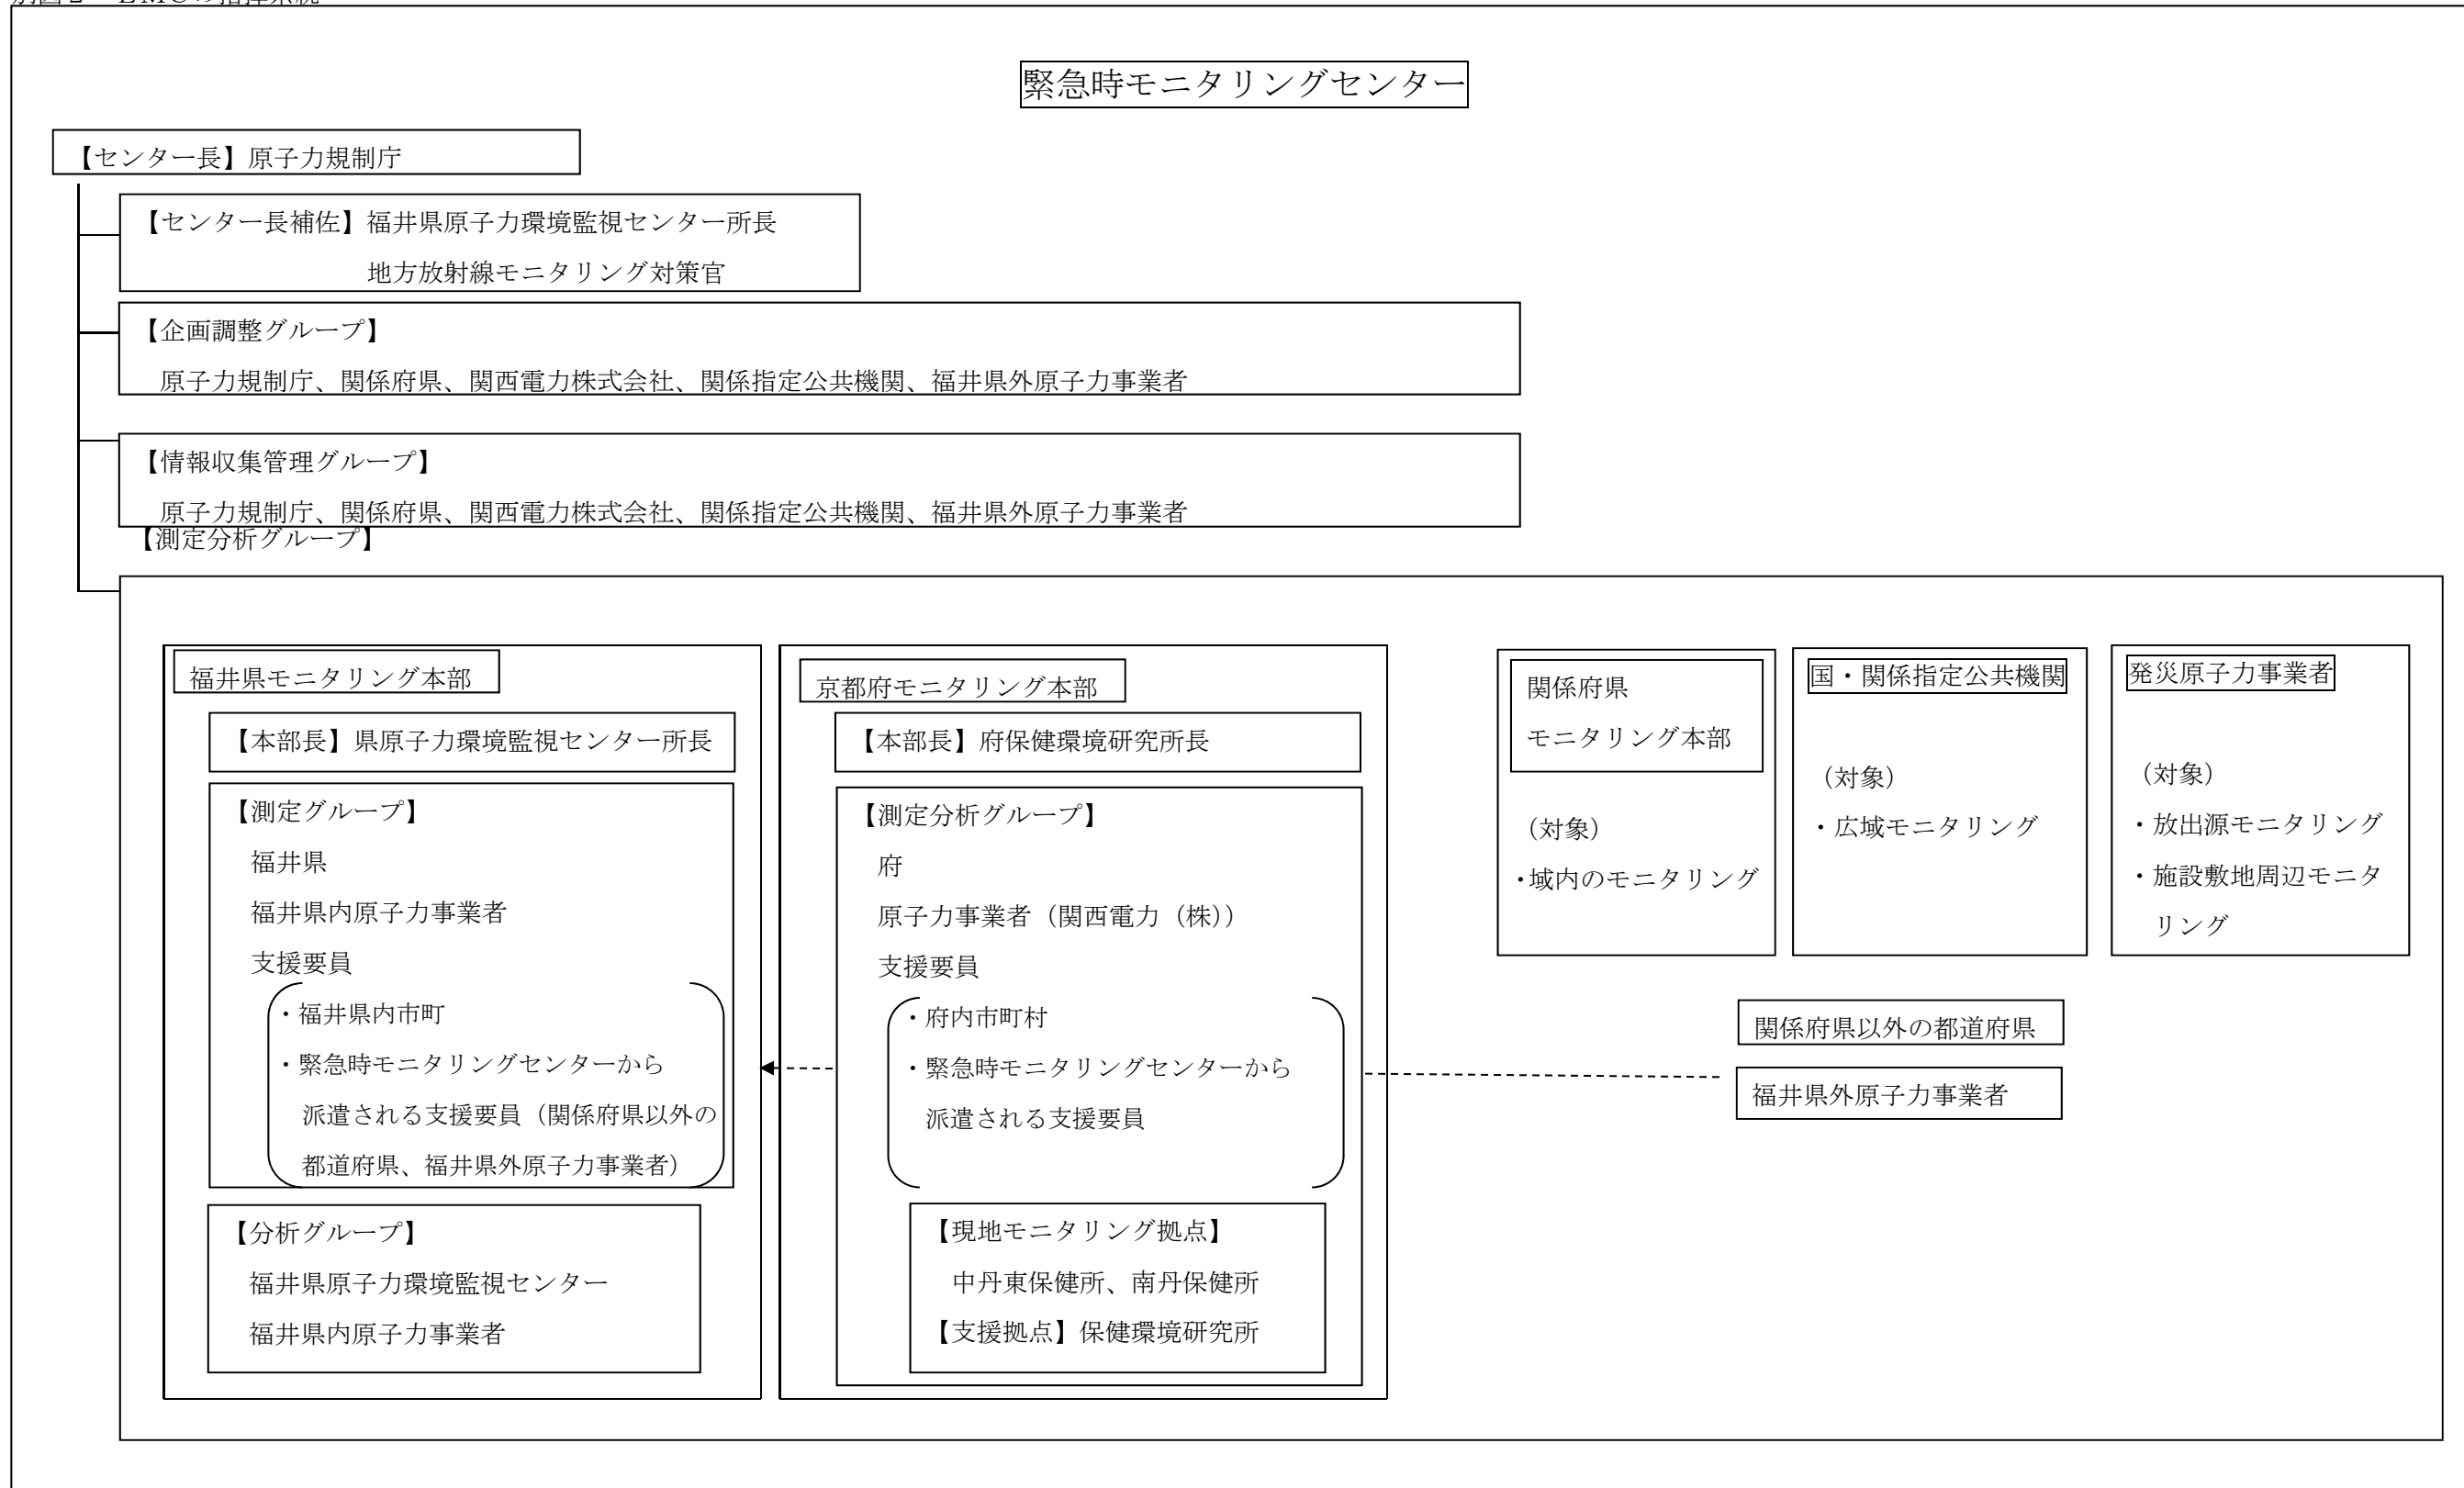 別図2 EMCの指揮系統
緊急時モニタリングセンター
【センター長】原子力規制庁
【センター長補佐】福井県原子力環境監視センター所長
地方放射線モニタリング対策官
【企画調整グループ】
原子力規制庁、関係府県、関西電力株式会社、関係指定公共機関、福井県外原子力事業者
【情報収集管理グループ】
原子力規制庁、関係府県、関西電力株式会社、関係指定公共機関、福井県外原子力事業者
【測定分析グループ】
福井県モニタリング本部
【本部長】県原子力環境監視センター所長
【測定グループ】
福井県
福井県内原子力事業者
支援要員
・福井県内市町
・緊急時モニタリングセンターから
派遣される支援要員（関係府県以外の
都道府県、福井県外原子力事業者）
【分析グループ】
福井県原子力環境監視センター
福井県内原子力事業者
京都府モニタリング本部
【本部長】府保健環境研究所長
【測定分析グループ】
府
原子力事業者（関西電力（株））
支援要員
・府内市町村
・緊急時モニタリングセンターから
派遣される支援要員
【現地モニタリング拠点】
中丹東保健所、南丹保健所
【支援拠点】保健環境研究所
関係府県
モニタリング本部
（対象）
・域内のモニタリング
国・関係指定公共機関
（対象）
・広域モニタリング
発災原子力事業者
（対象）
・放出源モニタリング
・施設敷地周辺モニタ
リング
関係府県以外の都道府県
福井県外原子力事業者